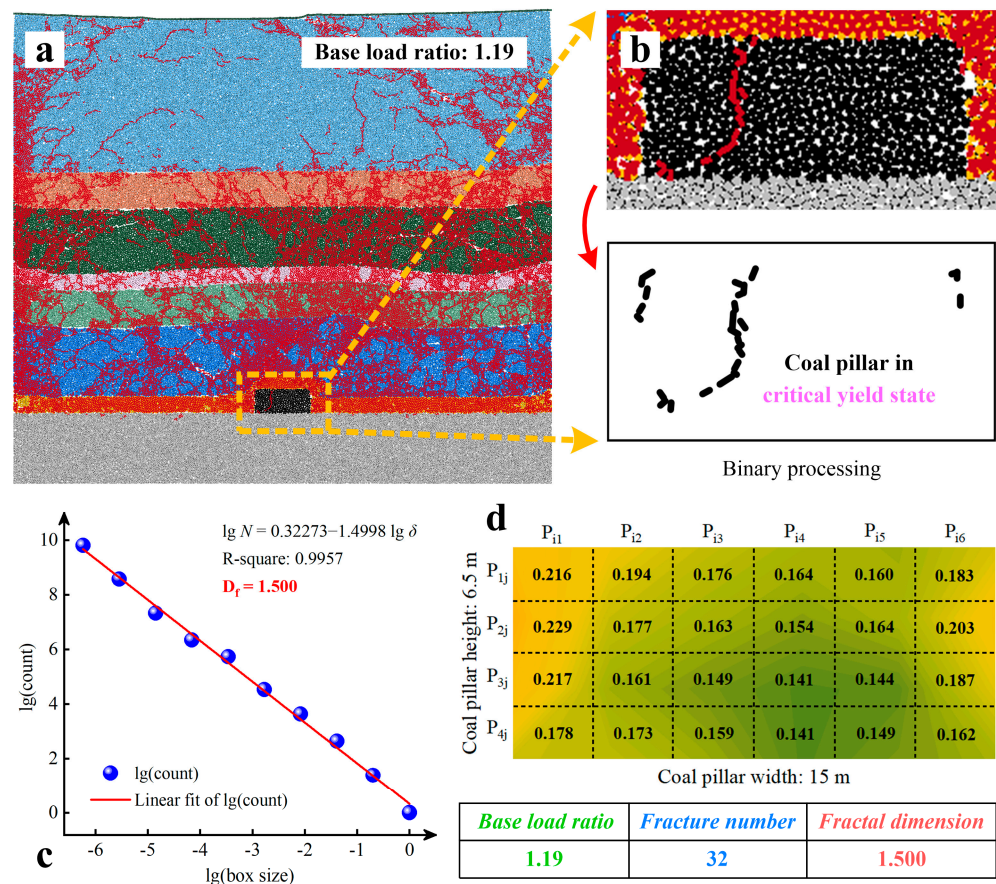 a
Base load ratio: 1.19
b
Coal pillar in
critical yield state
Binary processing
lg N = 0.32273−1.4998 lg δ
R-square: 0.9957
D_f = 1.500
10
8
6
4
2
0
lg(count)
lg(count)
Linear fit of lg(count)
-6 -5 -4 -3 -2 -1 0
lg(box size)
c
d
P_i1 P_i2 P_i3 P_i4 P_i5 P_i6
Coal pillar height: 6.5 m
P_1j 0.216 0.194 0.176 0.164 0.160 0.183
P_2j 0.229 0.177 0.163 0.154 0.164 0.203
P_3j 0.217 0.161 0.149 0.141 0.144 0.187
P_4j 0.178 0.173 0.159 0.141 0.149 0.162
Coal pillar width: 15 m
Base load ratio Fracture number Fractal dimension
1.19 32 1.500